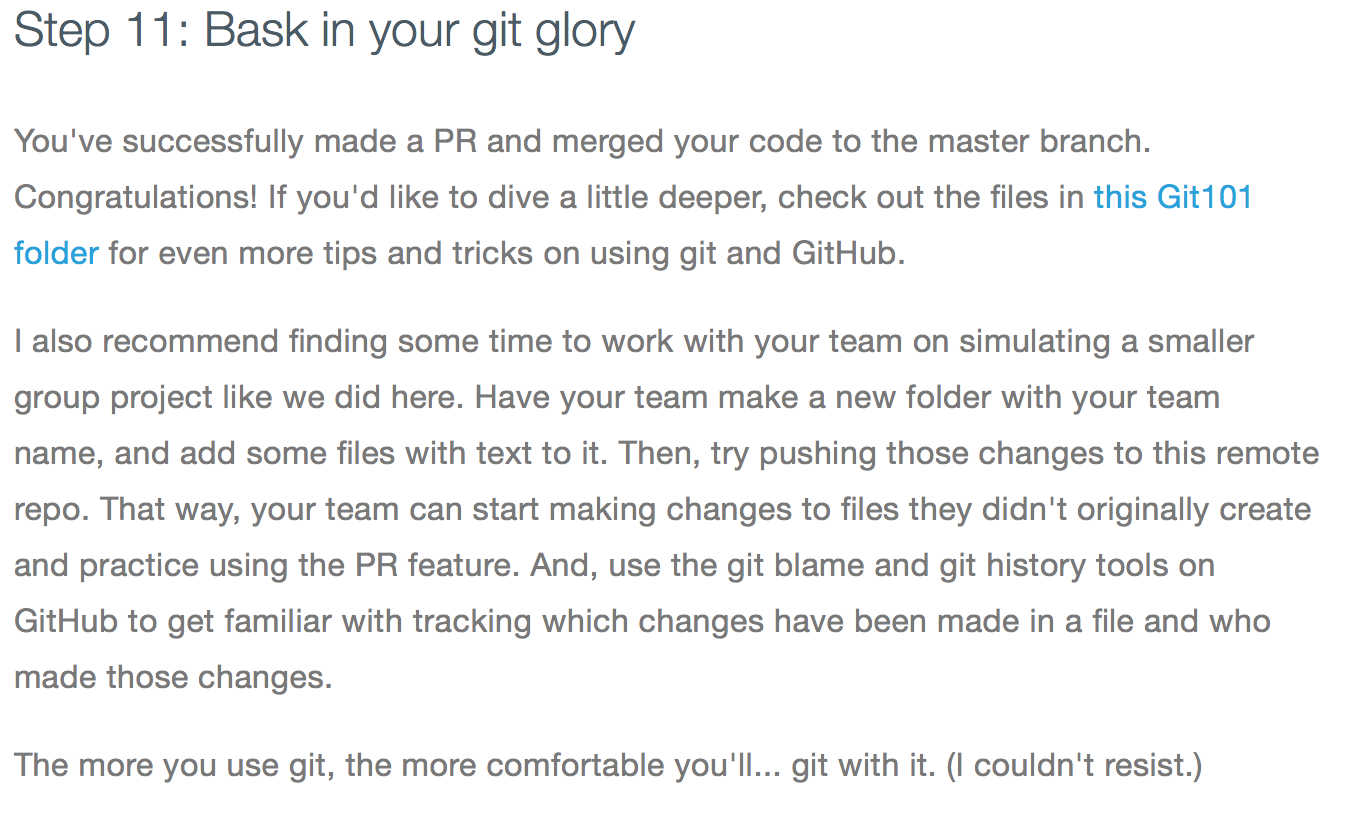 Step 11: Bask in your git glory
You've successfully made a PR and merged your code to the master branch.
Congratulations! If you'd like to dive a little deeper, check out the files in this Git101
folder for even more tips and tricks on using git and GitHub.
I also recommend finding some time to work with your team on simulating a smaller
group project like we did here. Have your team make a new folder with your team
name, and add some files with text to it. Then, try pushing those changes to this remote
repo. That way, your team can start making changes to files they didn't originally create
and practice using the PR feature. And, use the git blame and git history tools on
GitHub to get familiar with tracking which changes have been made in a file and who
made those changes.
The more you use git, the more comfortable you'll... git with it. (I couldn't resist.)